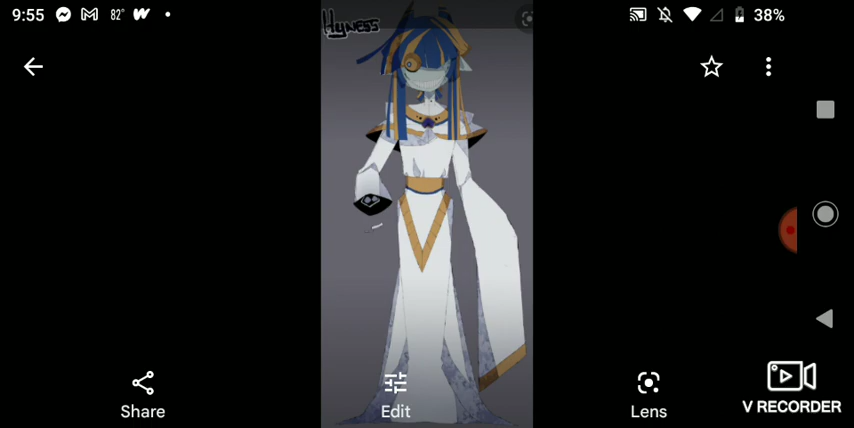 9:55
82°
38%
Hyness
Share
Edit
Lens
V RECORDER